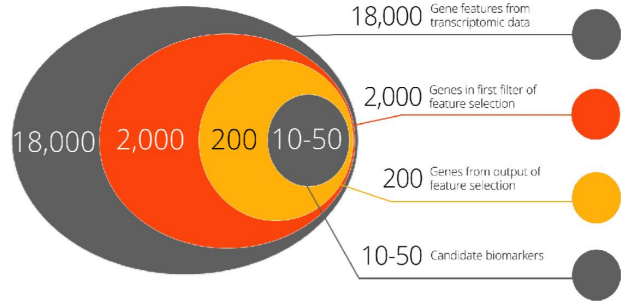 18,000
2,000
200
10-50
18,000 Gene features from
transcriptomic data
2,000 Genes in first filter of
feature selection
200 Genes from output of
feature selection
10-50 Candidate biomarkers